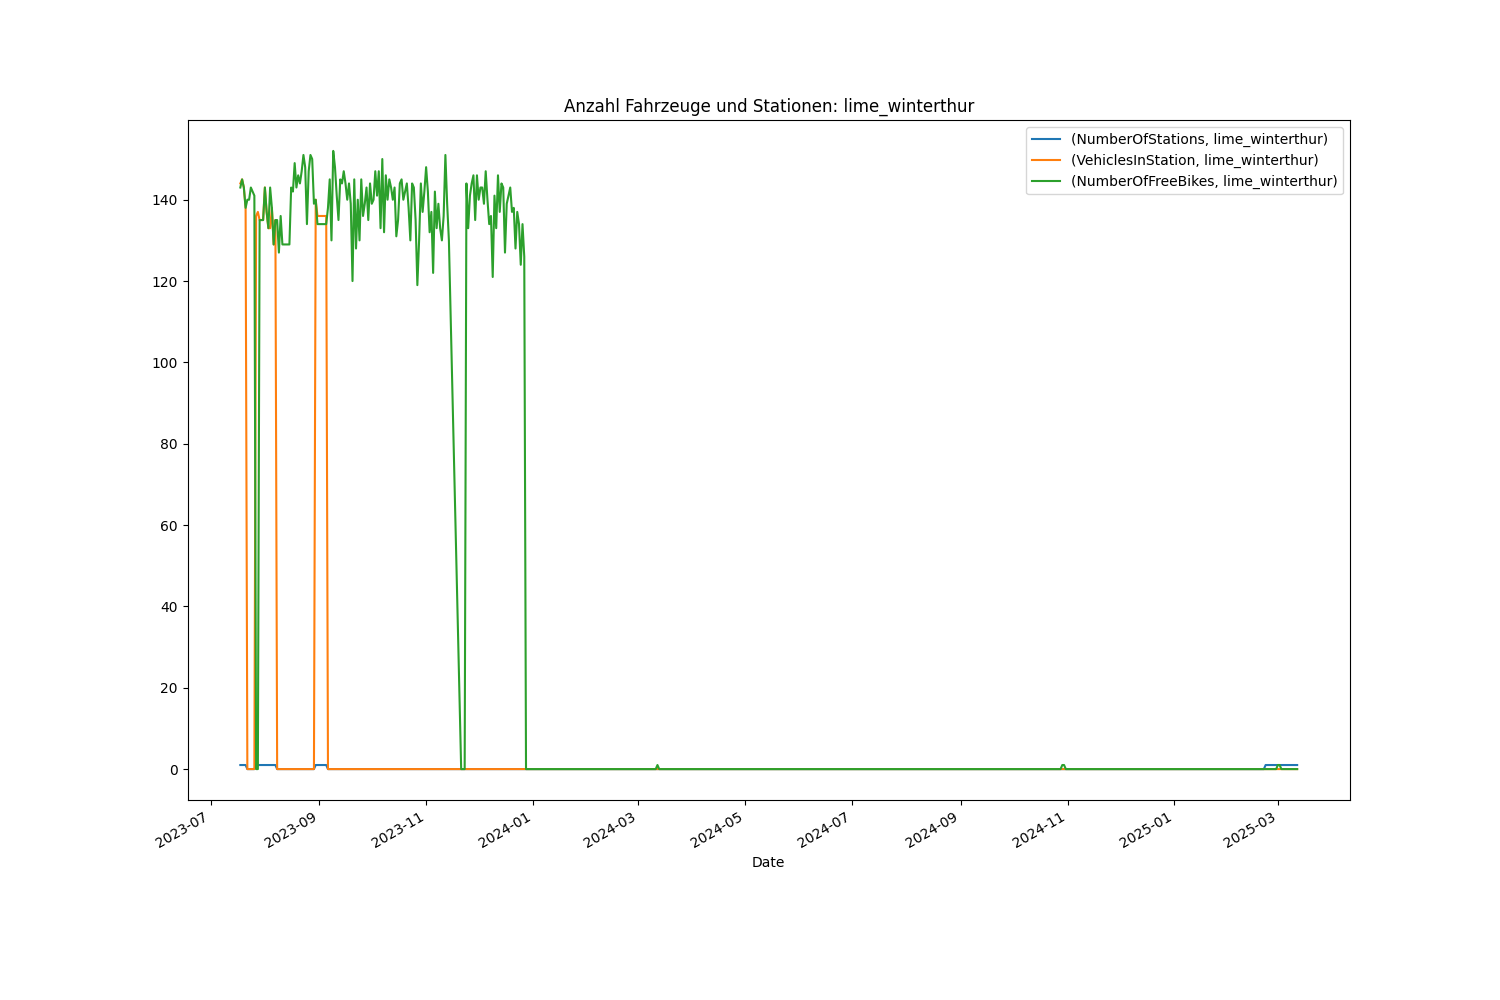 Anzahl Fahrzeuge und Stationen: lime_winterthur
(NumberOfStations, lime_winterthur)
(VehiclesInStation, lime_winterthur)
(NumberOfFreeBikes, lime_winterthur)
140
120
100
80
60
40
20
0
2023-07 2023-09 2023-11 2024-01 2024-03 2024-05 2024-07 2024-09 2024-11 2025-01 2025-03
Date